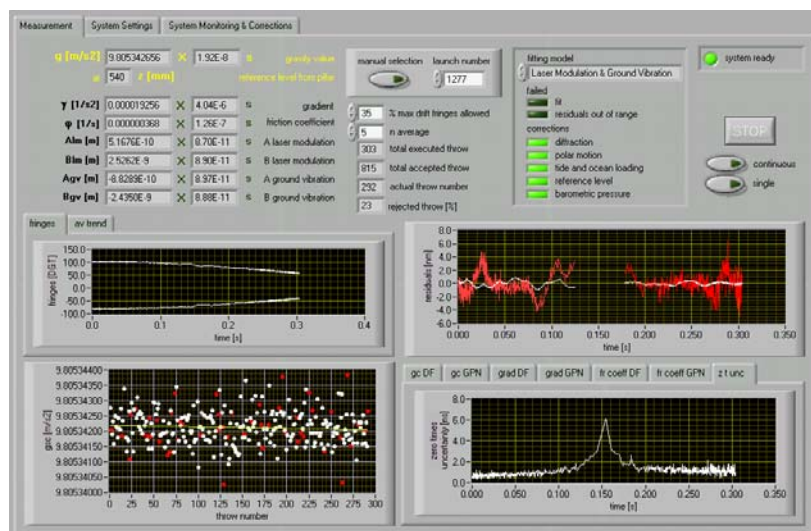 Measurement System Settings System Monitoring & Corrections
g [m/s2] 9.805342656 X 1.92E-8 s gravity value
540 z [mm] reference level from pillar
γ [1/s2] 0.000019256 X 4.04E-6 s gradient
φ [1/s] 0.000000368 X 1.26E-7 s friction coefficient
Alm [m] 5.1676E-10 X 8.70E-11 s A laser modulation
Blm [m] 2.5262E-9 X 8.90E-11 s B laser modulation
Agv [m] -8.8289E-10 X 8.97E-11 s A ground vibration
Bgv [m] -2.4350E-9 X 8.88E-11 s B ground vibration
manual selection launch number
1277
35 % max drift fringes allowed
5 n average
303 total executed throw
815 total accepted throw
292 actual throw number
23 rejected throw [%]
fitting model
Laser Modulation & Ground Vibration
failed
fit
residuals out of range
corrections
diffraction
polar motion
tide and ocean loading
reference level
barometric pressure
system ready
STOP
continuous
single
fringes av trend
fringes [DGT]
150.0
100.0
50.0
0.0
-50.0
-100.0
0.0 0.1 0.2 0.3 0.4
time [s]
residuals [nm]
8.0
6.0
4.0
2.0
0.0
-2.0
-4.0
-6.0
0.000 0.050 0.100 0.150 0.200 0.250 0.300 0.350
time [s]
9.80534400
9.80534350
9.80534300
9.80534250
9.80534200
9.80534150
9.80534100
9.80534050
9.80534000
0 25 50 75 100 125 150 175 200 225 250 275 300
throw number
gc DF gc GPN grad DF grad GPN fr coeff DF fr coeff GPN z t unc
zero times
uncertainty [ns]
8.0
6.0
4.0
2.0
0.0
0.000 0.050 0.100 0.150 0.200 0.250 0.300 0.350
time [s]